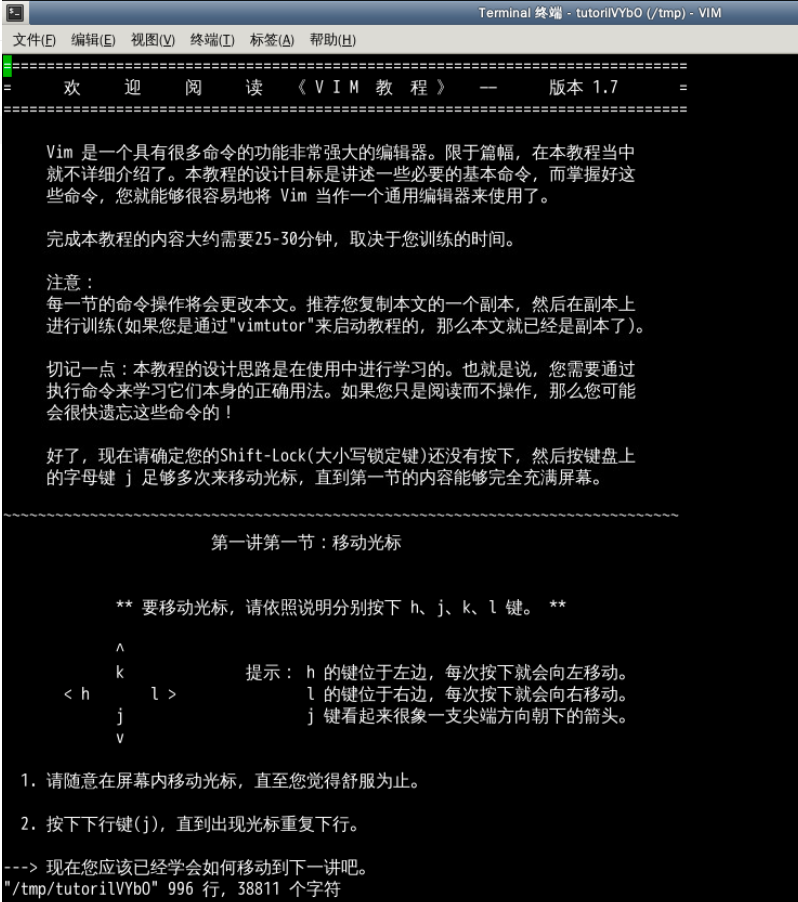 Terminal 终端 - tutorilVYbO (/tmp) - VIM
文件(F) 编辑(E) 视图(V) 终端(T) 标签(A) 帮助(H)
===============================================================================
= 欢 迎 阅 读 《 V I M 教 程 》 —— 版本 1.7 =
===============================================================================
Vim 是一个具有很多命令的功能非常强大的编辑器。限于篇幅，在本教程当中
就不详细介绍了。本教程的设计目标是讲述一些必要的基本命令，而掌握好这
些命令，您就能够很容易地将 Vim 当作一个通用编辑器来使用了。
完成本教程的内容大约需要25-30分钟，取决于您训练的时间。
注意：
每一节的命令操作将会更改本文。推荐您复制本文的一个副本，然后在副本上
进行训练(如果您是通过"vimtutor"来启动教程的，那么本文就已经是副本了)。
切记一点：本教程的设计思路是在使用中进行学习的。也就是说，您需要通过
执行命令来学习它们本身的正确用法。如果您只是阅读而不操作，那么您可能
会很快遗忘这些命令的！
好了，现在请确定您的Shift-Lock(大小写锁定键)还没有按下，然后按键盘上
的字母键 j 足够多次来移动光标，直到第一节的内容能够完全充满屏幕。
~~~~~~~~~~~~~~~~~~~~~~~~~~~~~~~~~~~~~~~~~~~~~~~~~~~~~~~~~~~~~~~~~~~~~~~~~~~~~~
第一讲第一节：移动光标
** 要移动光标，请依照说明分别按下 h、j、k、l 键。 **
^
k 提示： h 的键位于左边，每次按下就会向左移动。
< h l > l 的键位于右边，每次按下就会向右移动。
j j 键看起来很象一支尖端方向朝下的箭头。
v
1. 请随意在屏幕内移动光标，直至您觉得舒服为止。
2. 按下下行键(j)，直到出现光标重复下行。
---> 现在您应该已经学会如何移动到下一讲吧。
"/tmp/tutorilVYbO" 996 行, 38811 个字符